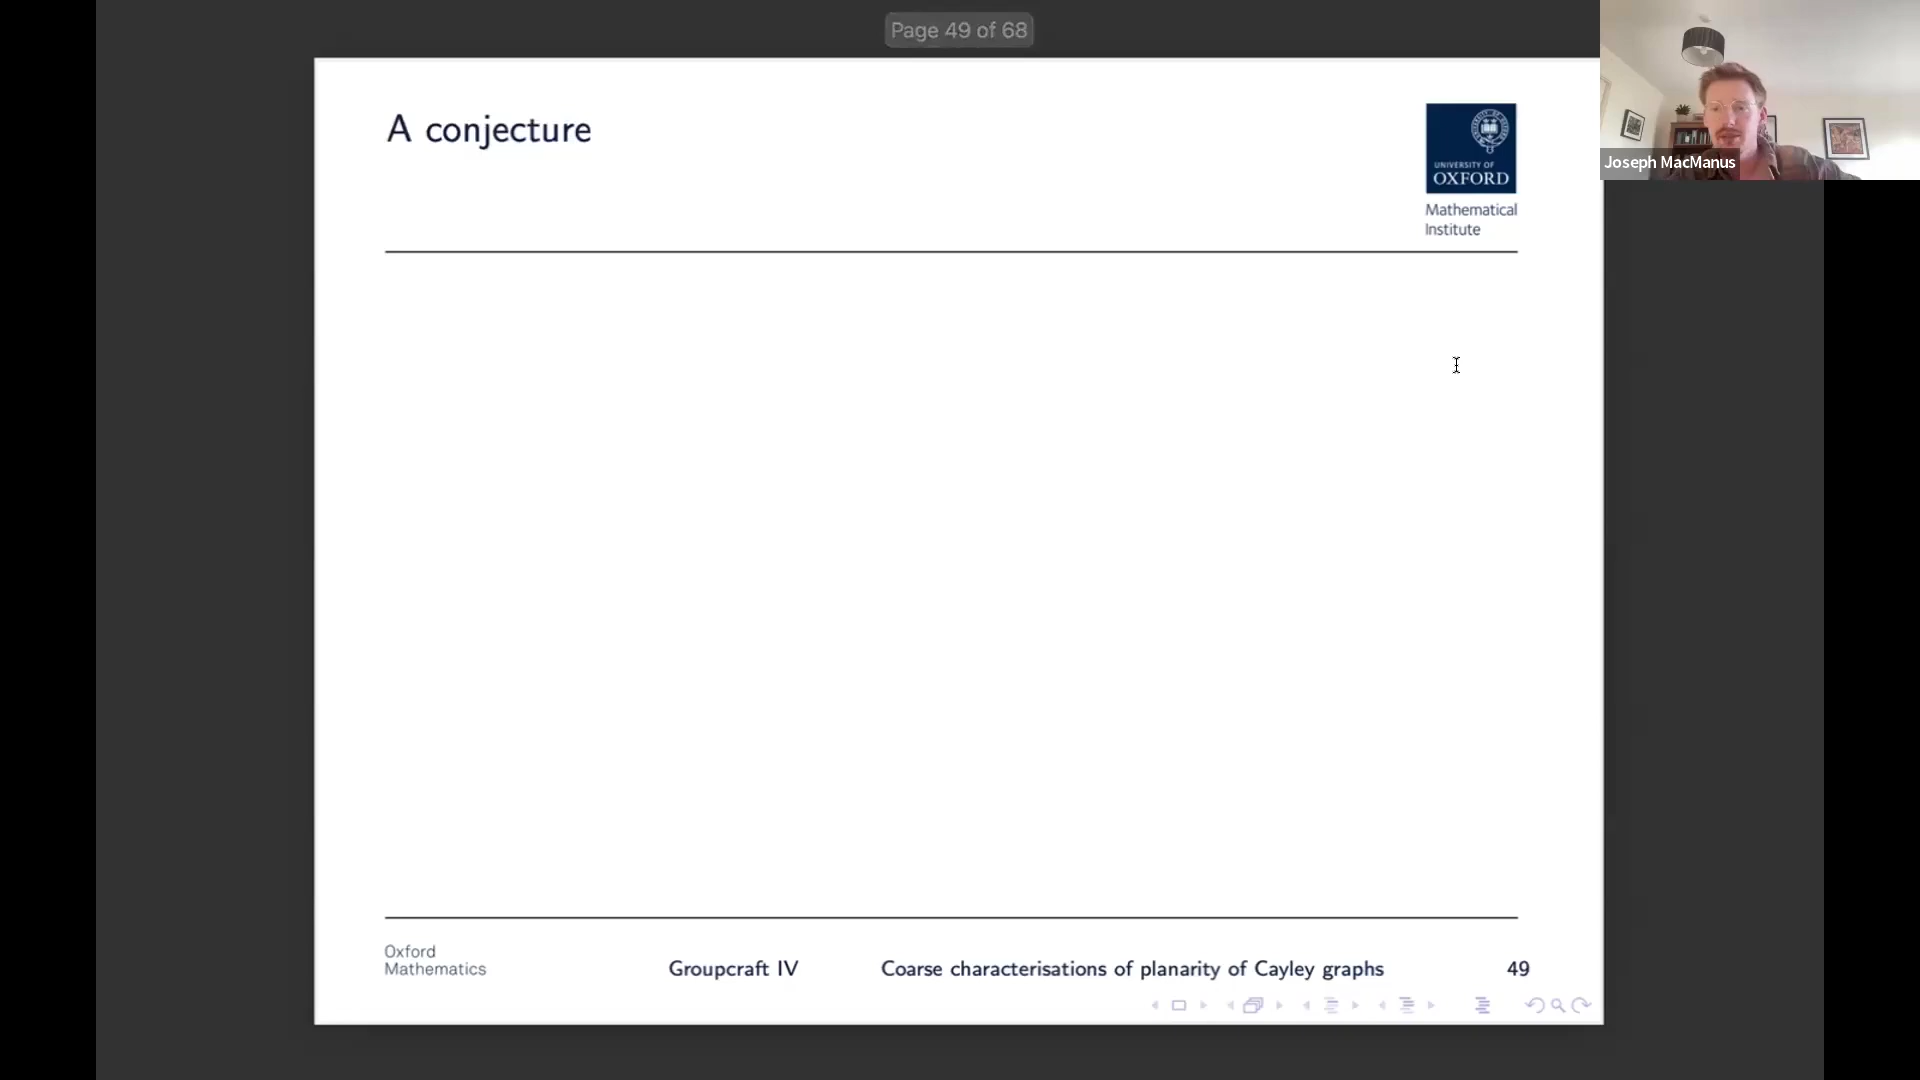 Page 49 of 68
A conjecture
UNIVERSITY OF
OXFORD
Mathematical
Institute
Joseph MacManus
Oxford
Mathematics
Groupcraft IV
Coarse characterisations of planarity of Cayley graphs
49